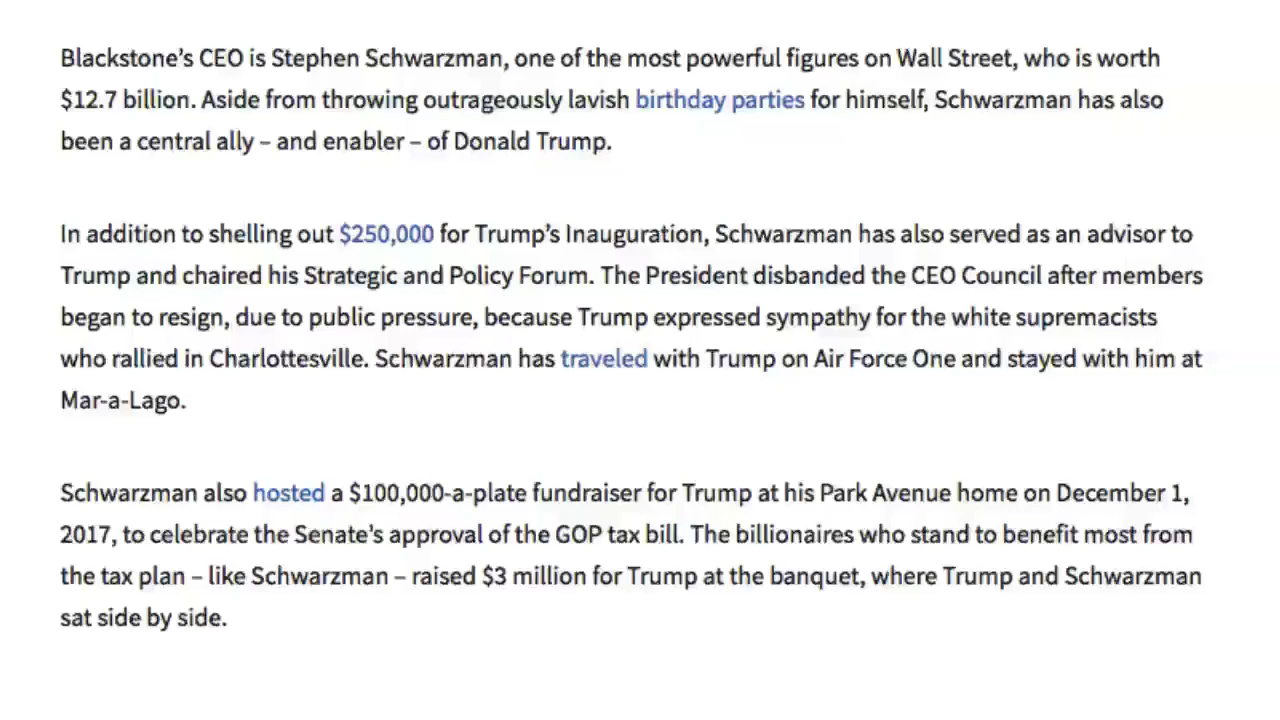 Blackstone’s CEO is Stephen Schwarzman, one of the most powerful figures on Wall Street, who is worth
$12.7 billion. Aside from throwing outrageously lavish birthday parties for himself, Schwarzman has also
been a central ally – and enabler – of Donald Trump.
In addition to shelling out $250,000 for Trump’s Inauguration, Schwarzman has also served as an advisor to
Trump and chaired his Strategic and Policy Forum. The President disbanded the CEO Council after members
began to resign, due to public pressure, because Trump expressed sympathy for the white supremacists
who rallied in Charlottesville. Schwarzman has traveled with Trump on Air Force One and stayed with him at
Mar-a-Lago.
Schwarzman also hosted a $100,000-a-plate fundraiser for Trump at his Park Avenue home on December 1,
2017, to celebrate the Senate’s approval of the GOP tax bill. The billionaires who stand to benefit most from
the tax plan – like Schwarzman – raised $3 million for Trump at the banquet, where Trump and Schwarzman
sat side by side.